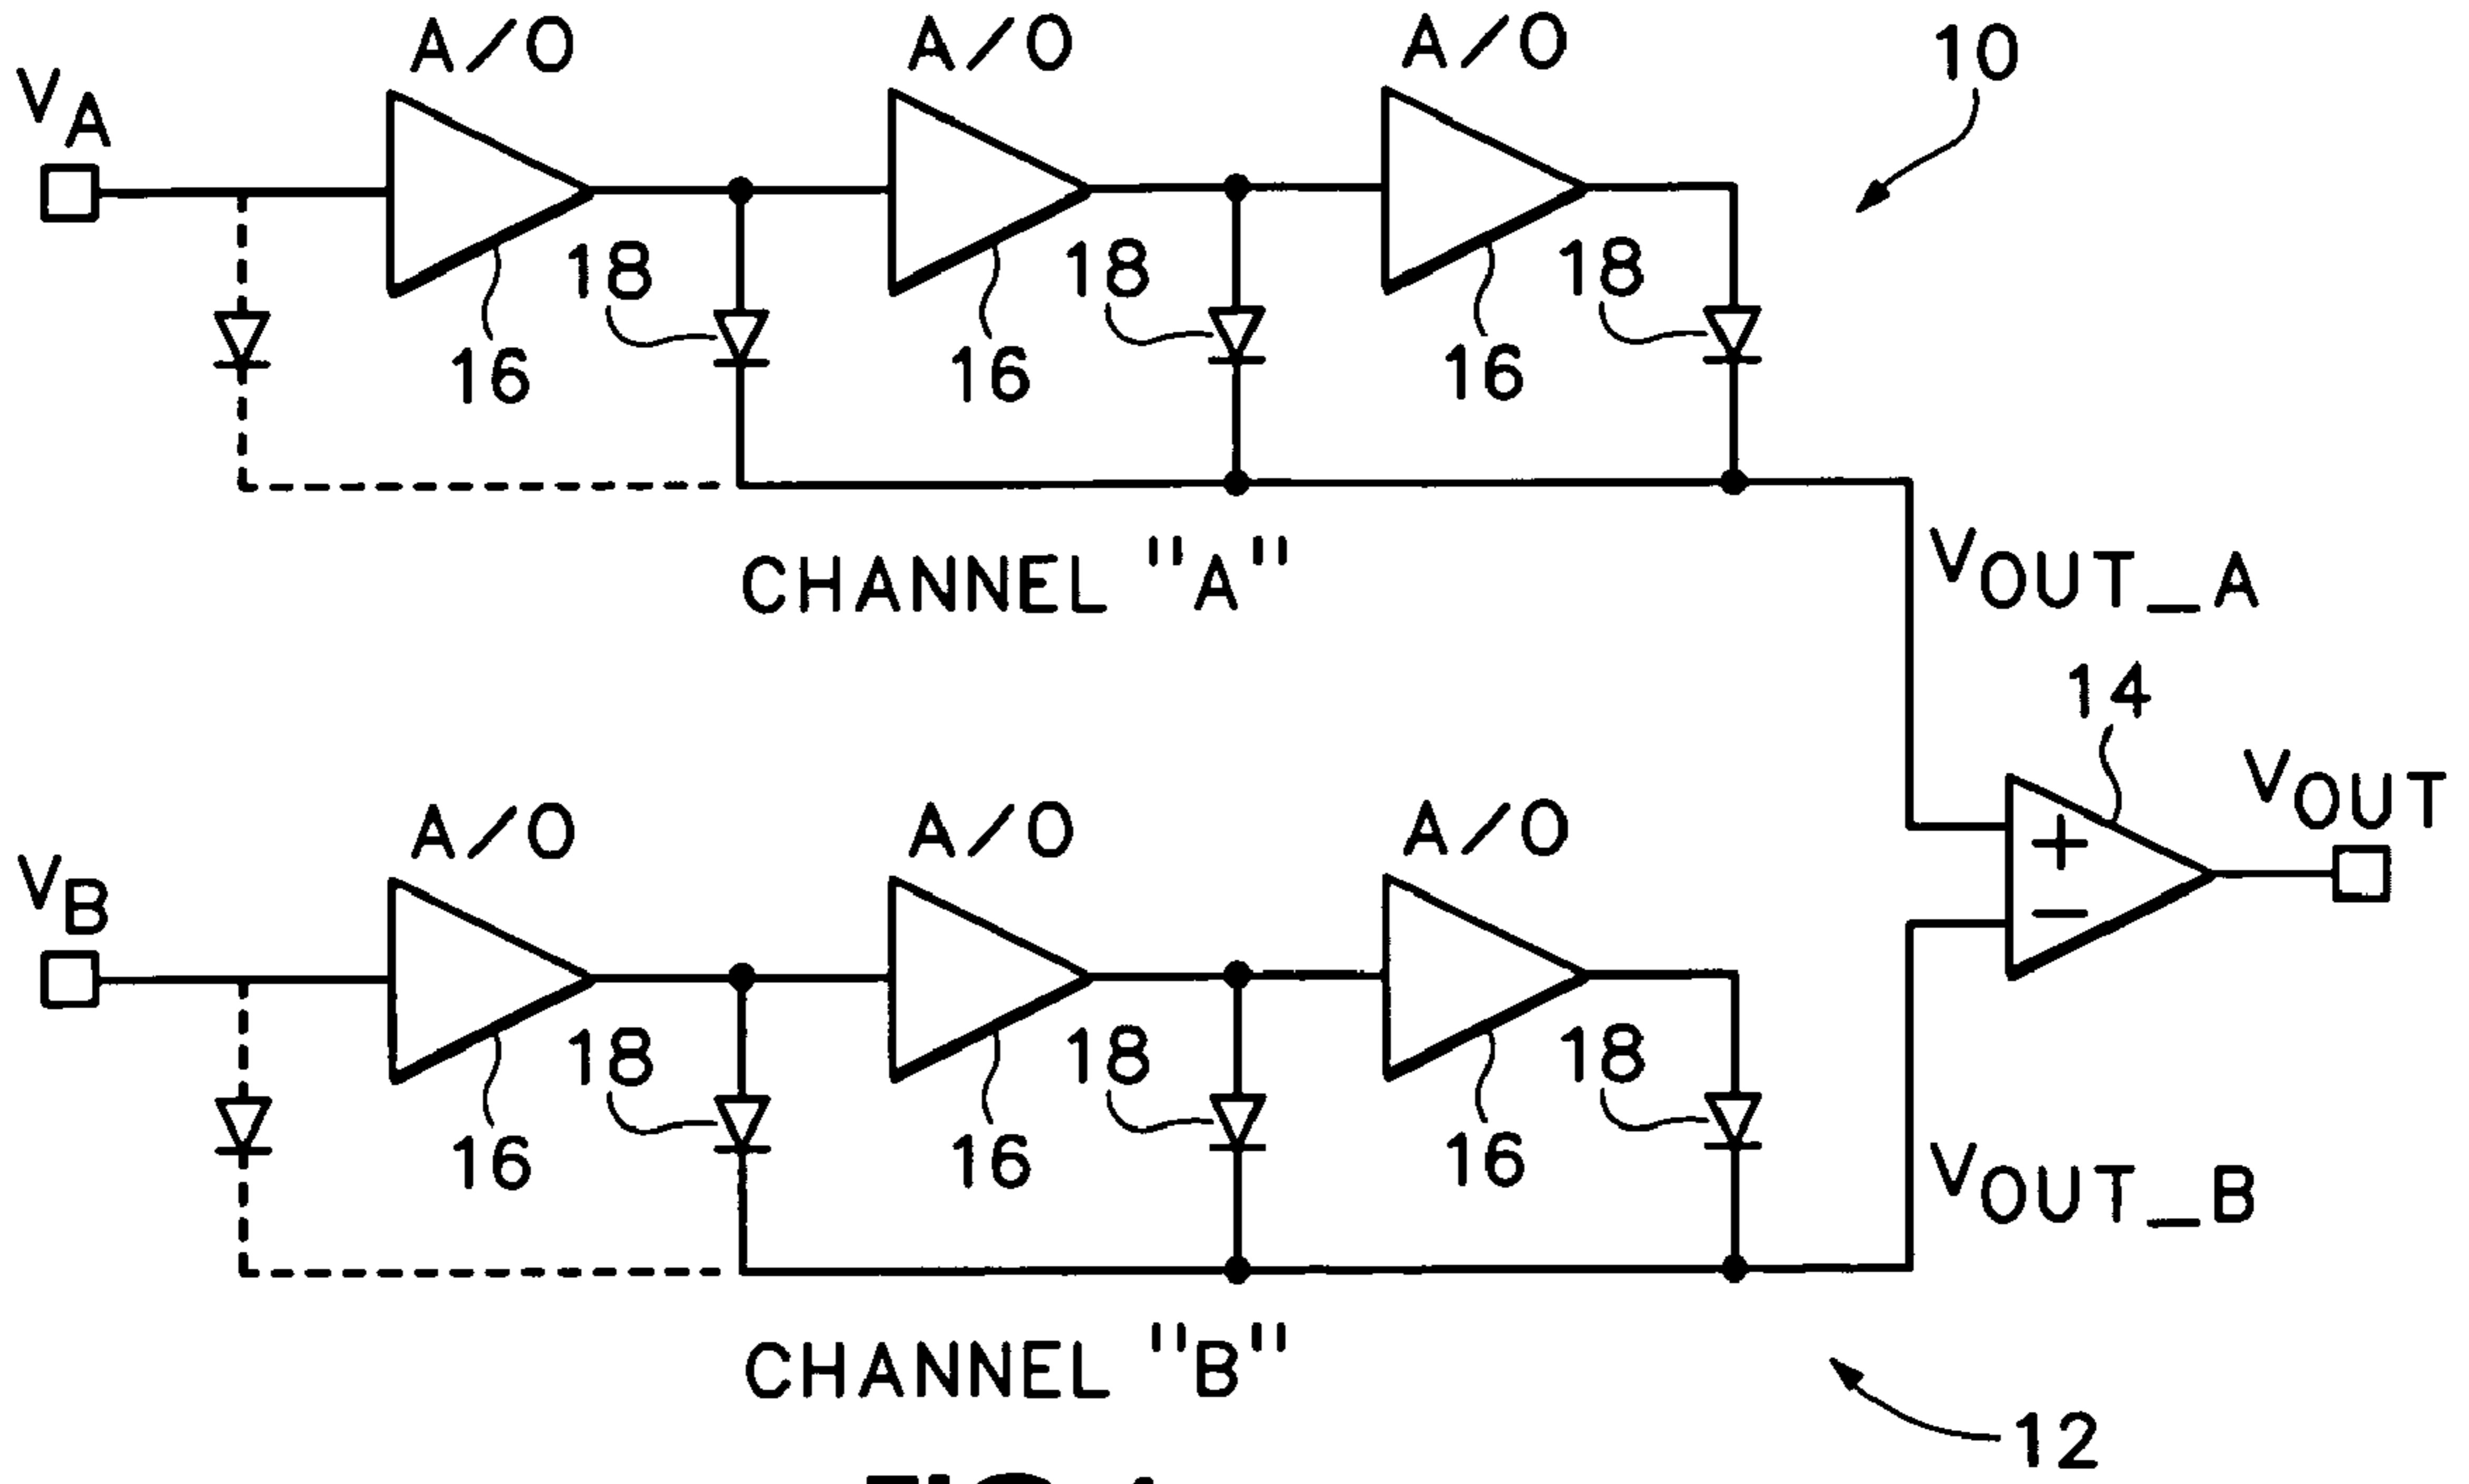 A/O A/O A/O 10
VA
18 18 18
16 16 16
CHANNEL "A"
VOUT_A
14
VOUT
A/O A/O A/O
VB
+
−
18 18 18
16 16 16
VOUT_B
CHANNEL "B"
12